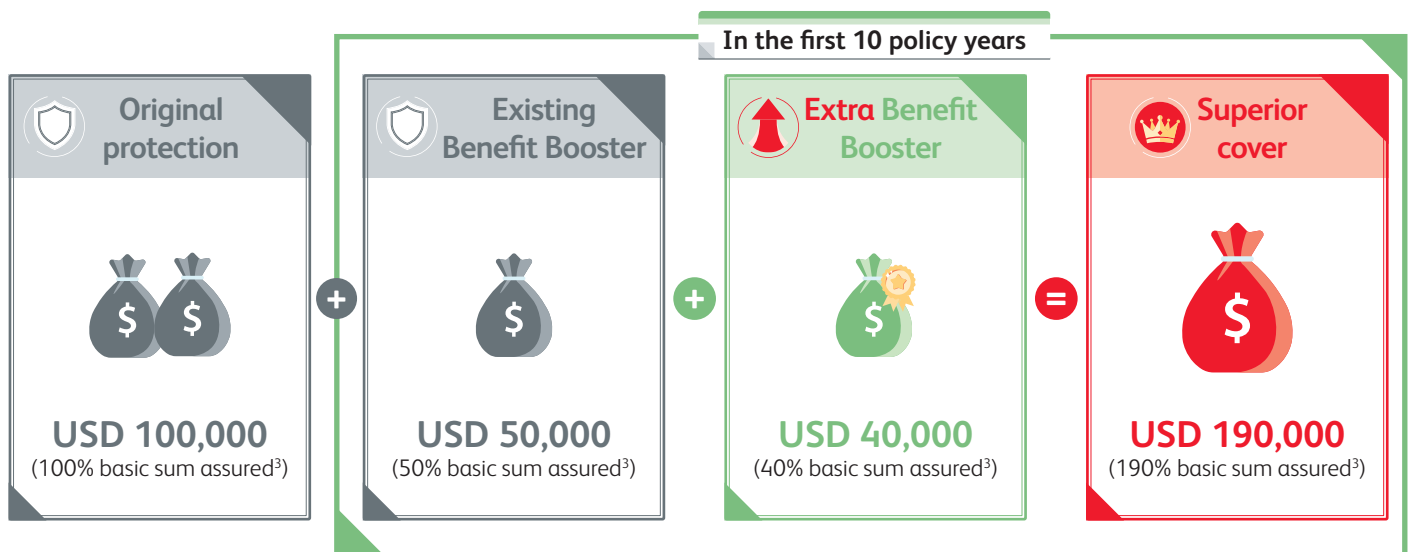 In the first 10 policy years
Original
protection
$ $
USD 100,000
(100% basic sum assured³)
+
Existing
Benefit Booster
$
USD 50,000
(50% basic sum assured³)
+
Extra Benefit
Booster
$
USD 40,000
(40% basic sum assured³)
=
Superior
cover
$
USD 190,000
(190% basic sum assured³)